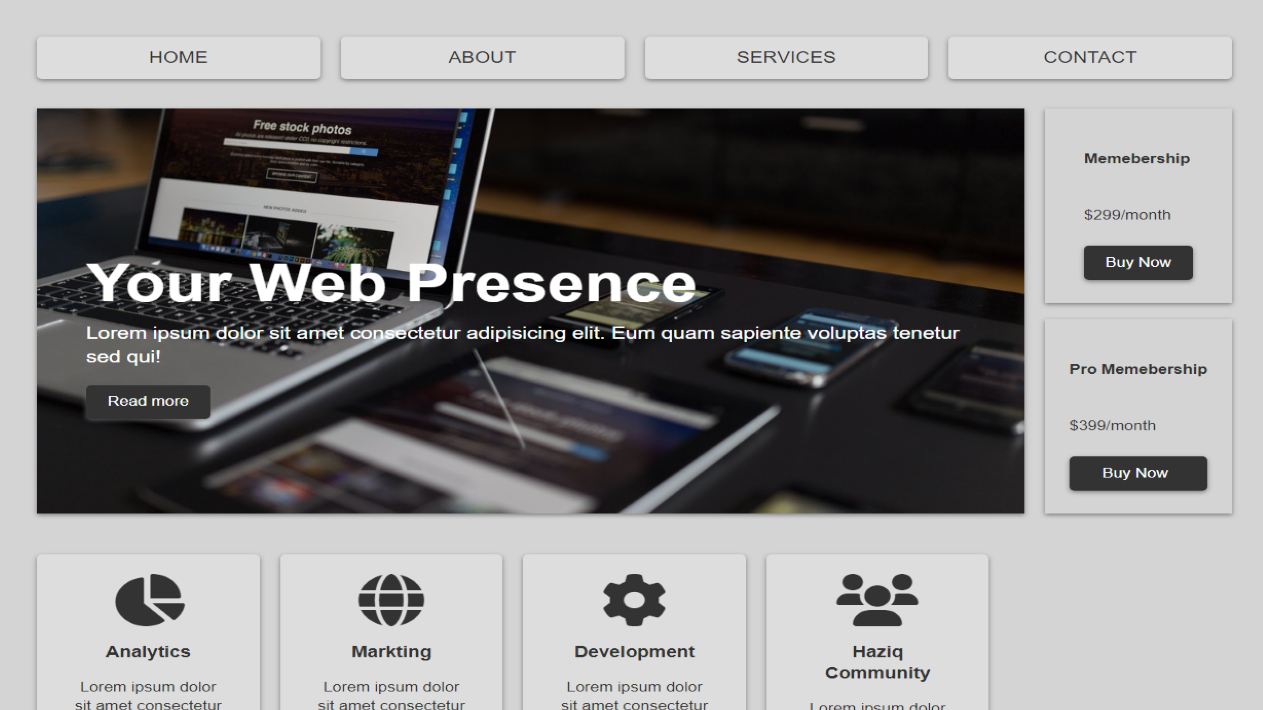 HOME
ABOUT
SERVICES
CONTACT
Free stock photos
Your Web Presence
Lorem ipsum dolor sit amet consectetur adipisicing elit. Eum quam sapiente voluptas tenetur
sed qui!
Read more
Memebership
$299/month
Buy Now
Pro Memebership
$399/month
Buy Now
Analytics
Lorem ipsum dolor
sit amet consectetur
Markting
Lorem ipsum dolor
sit amet consectetur
Development
Lorem ipsum dolor
sit amet consectetur
Haziq
Community
Lorem ipsum dolor